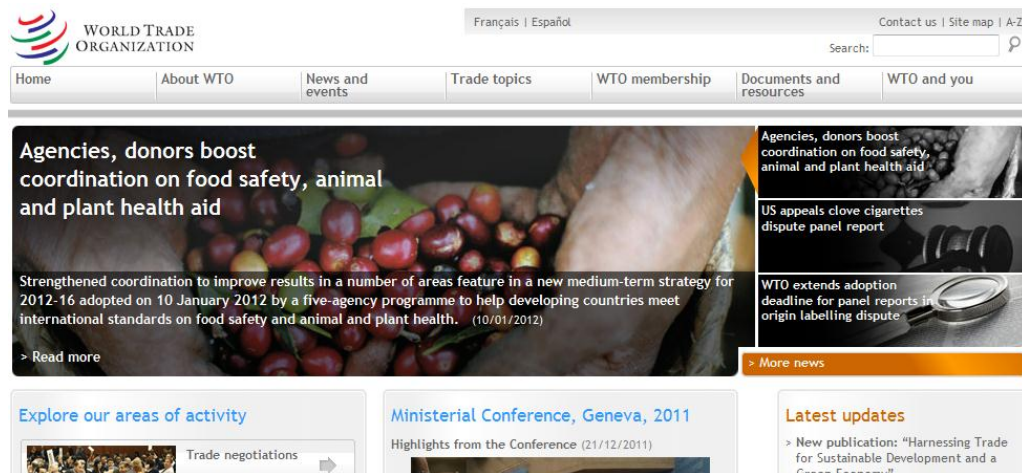 WORLD TRADE
ORGANIZATION
Français | Español
Contact us | Site map | A-Z
Search:
Home
About WTO
News and
events
Trade topics
WTO membership
Documents and
resources
WTO and you
Agencies, donors boost
coordination on food safety, animal
and plant health aid
Strengthened coordination to improve results in a number of areas feature in a new medium-term strategy for
2012-16 adopted on 10 January 2012 by a five-agency programme to help developing countries meet
international standards on food safety and animal and plant health. (10/01/2012)
> Read more
Agencies, donors boost
coordination on food safety,
animal and plant health aid
US appeals clove cigarettes
dispute panel report
WTO extends adoption
deadline for panel reports in
origin labelling dispute
> More news
Explore our areas of activity
Trade negotiations
Ministerial Conference, Geneva, 2011
Highlights from the Conference (21/12/2011)
Latest updates
> New publication: “Harnessing Trade
for Sustainable Development and a
Green Economy”